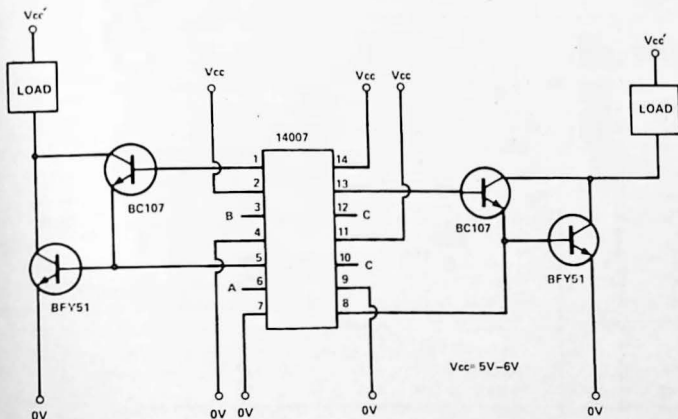 Vcc'
LOAD
Vcc
Vcc
Vcc
Vcc'
LOAD
14007
1
14
2
13
3
B
12
C
4
11
5
10
C
6
A
9
7
8
BC107
BFY51
BC107
BFY51
Vcc= 5V–6V
0V
0V
0V
0V
0V